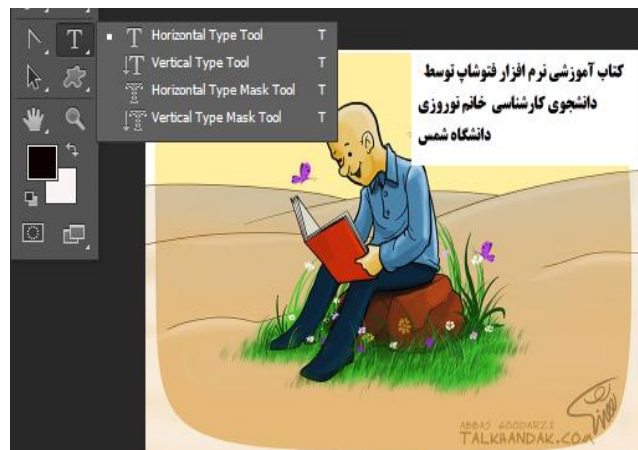 Horizontal Type Tool T
Vertical Type Tool T
Horizontal Type Mask Tool T
Vertical Type Mask Tool T
کتاب آموزشی نرم افزار فتوشاپ توسط
دانشجوی کارشناسی خانم نوروزی
دانشگاه شمس
ABBAS GOODARZI
TALKHANDAK.COM